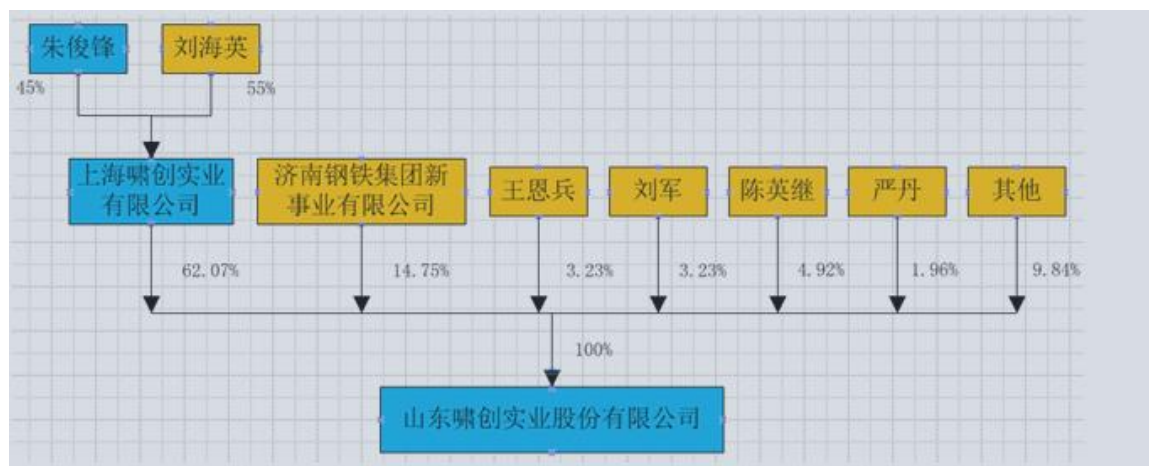 朱俊锋
刘海英
45%
55%
上海啸创实业
有限公司
济南钢铁集团新
事业有限公司
王恩兵
刘军
陈英继
严丹
其他
62.07%
14.75%
3.23%
3.23%
4.92%
1.96%
9.84%
100%
山东啸创实业股份有限公司